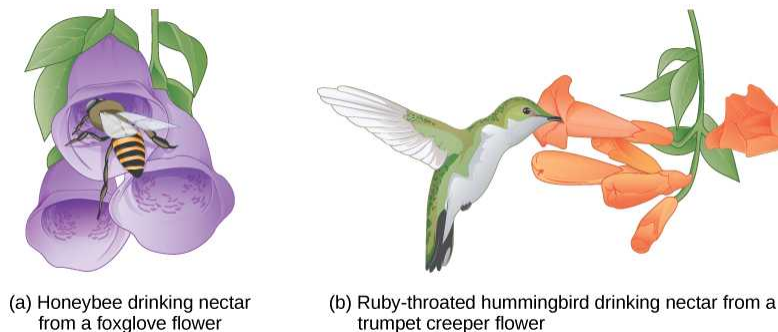 (a) Honeybee drinking nectar
from a foxglove flower
(b) Ruby-throated hummingbird drinking nectar from a
trumpet creeper flower